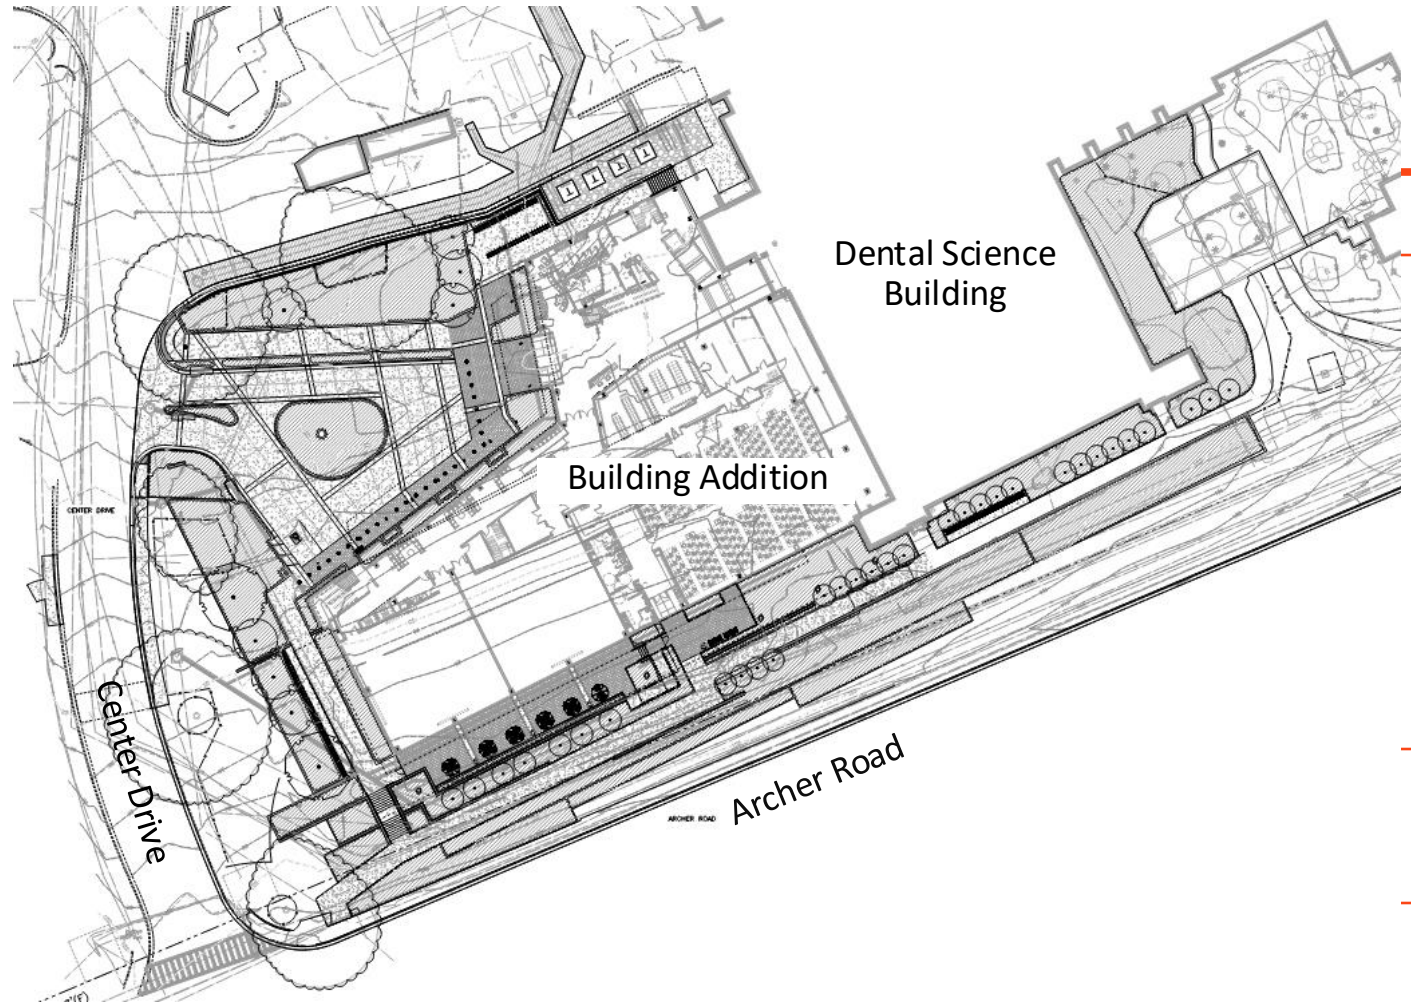 Dental Science
Building
Building Addition
CENTER DRIVE
Center Drive
Archer Road
ARCHER ROAD